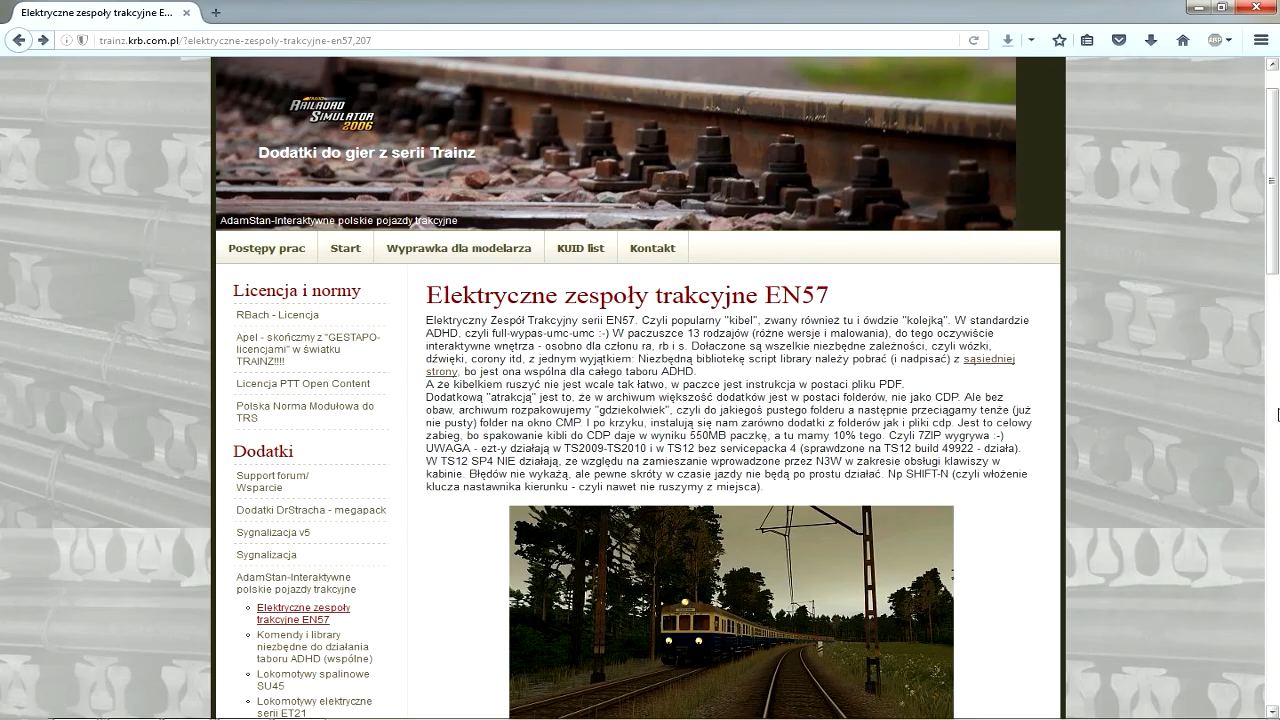 Elektryczne zespoły trakcyjne E...
trainz.krb.com.pl/?elektryczne-zespoly-trakcyjne-en57,207
ABP
RAILROAD
SIMULATOR
2006
Dodatki do gier z serii Trainz
AdamStan-Interaktywne polskie pojazdy trakcyjne
Postępy prac
Start
Wyprawka dla modelarza
KUID list
Kontakt
Licencja i normy
RBach - Licencja
Apel - skończmy z "GESTAPO-
licencjami" w światku
TRAINZ!!!!
Licencja PTT Open Content
Polska Norma Modułowa do
TRS
Dodatki
Support forum/
Wsparcie
Dodatki DrStracha - megapack
Sygnalizacja v5
Sygnalizacja
AdamStan-Interaktywne
polskie pojazdy trakcyjne
Elektryczne zespoły
trakcyjne EN57
Komendy i library
niezbędne do działania
taboru ADHD (wspólne)
Lokomotywy spalinowe
SU45
Lokomotywy elektryczne
serii ET21
Elektryczne zespoły trakcyjne EN57
Elektryczny Zespół Trakcyjny serii EN57. Czyli popularny "kibel", zwany również tu i ówdzie "kolejką". W standardzie
ADHD, czyli full-wypas-umc-umc :-) W paczuszce 13 rodzajów (różne wersje i malowania), do tego oczywiście
interaktywne wnętrza - osobno dla członu ra, rb i s. Dołączone są wszelkie niezbędne zależności, czyli wózki,
dźwięki, corony itd, z jednym wyjątkiem: Niezbędną bibliotekę script library należy pobrać (i nadpisać) z sąsiedniej
strony, bo jest ona wspólna dla całego taboru ADHD.
A że kibelkiem ruszyć nie jest wcale tak łatwo, w paczce jest instrukcja w postaci pliku PDF.
Dodatkową "atrakcją" jest to, że w archiwum większość dodatków jest w postaci folderów, nie jako CDP. Ale bez
obaw, archiwum rozpakowujemy "gdziekolwiek", czyli do jakiegoś pustego folderu a następnie przeciągamy tenże (już
nie pusty) folder na okno CMP. I po krzyku, instalują się nam zarówno dodatki z folderów jak i pliki cdp. Jest to celowy
zabieg, bo spakowanie kibli do CDP daje w wyniku 550MB paczkę, a tu mamy 10% tego. Czyli 7ZIP wygrywa :-)
UWAGA - ezt-ty działają w TS2009-TS2010 i w TS12 bez servicepacka 4 (sprawdzone na TS12 build 49922 - działa).
W TS12 SP4 NIE działają, ze względu na zamieszanie wprowadzone przez N3W w zakresie obsługi klawiszy w
kabinie. Błędów nie wykażą, ale pewne skróty w czasie jazdy nie będą po prostu działać. Np SHIFT-N (czyli włożenie
klucza nastawnika kierunku - czyli nawet nie ruszymy z miejsca).